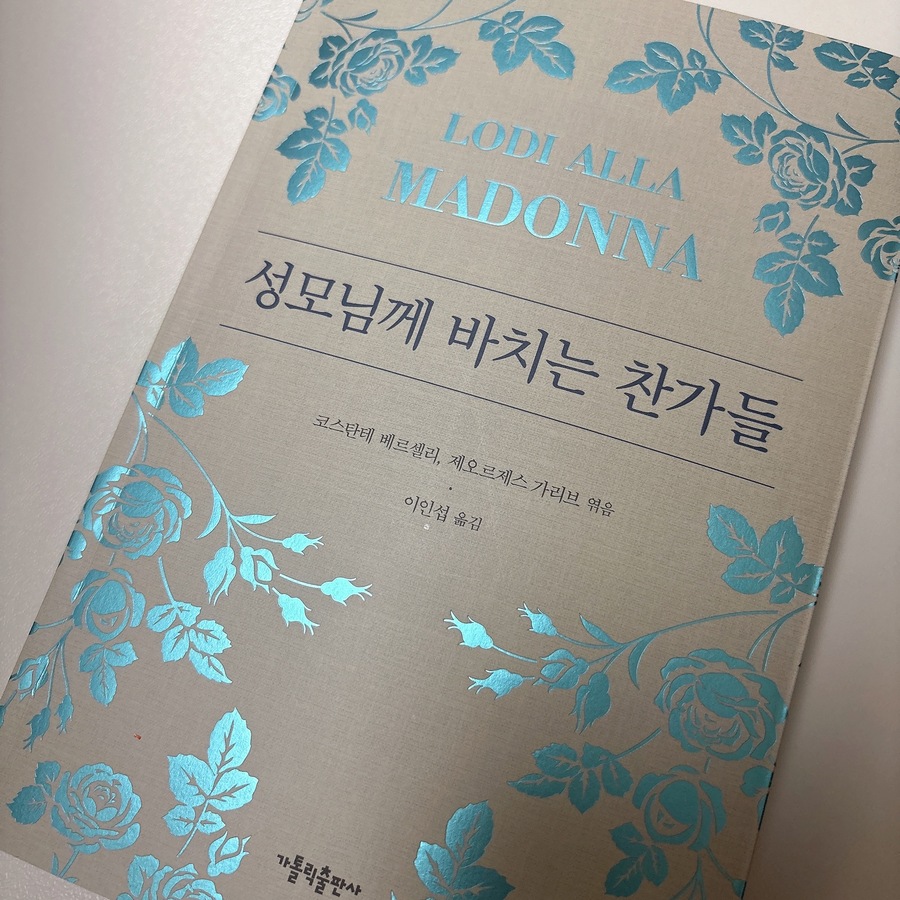 LODI ALLA
MADONNA
성모님께 바치는 찬가들
코스탄테 베르셀리, 제오르제스 가리브 엮음
·
이인섭 옮김
가톨릭출판사